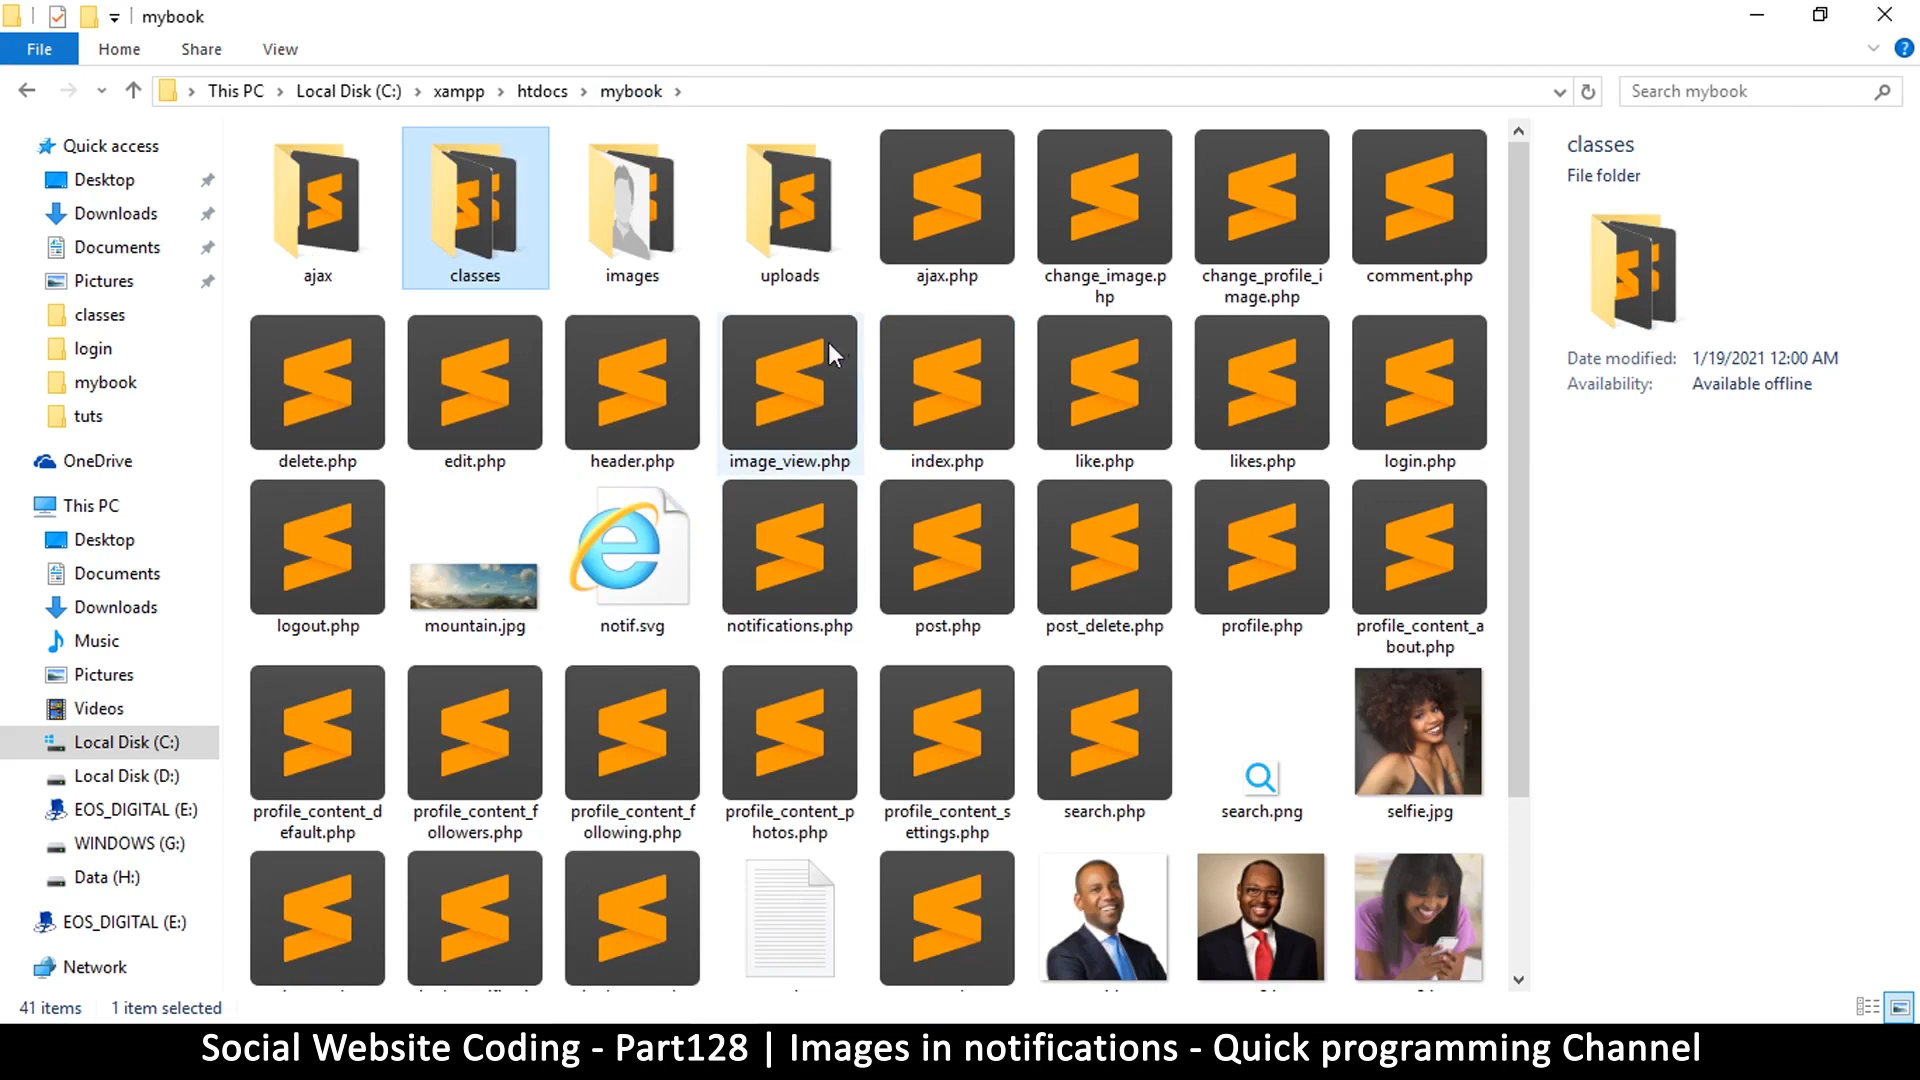 mybook
File Home Share View
This PC Local Disk (C:) xampp htdocs mybook
Search mybook
Quick access
Desktop
Downloads
Documents
Pictures
classes
login
mybook
tuts
OneDrive
This PC
Desktop
Documents
Downloads
Music
Pictures
Videos
Local Disk (C:)
Local Disk (D:)
EOS_DIGITAL (E:)
WINDOWS (G:)
Data (H:)
EOS_DIGITAL (E:)
Network
ajax classes images uploads ajax.php change_image.p change_profile_i comment.php
hp mage.php
delete.php edit.php header.php image_view.php index.php like.php likes.php login.php
logout.php mountain.jpg notif.svg notifications.php post.php post_delete.php profile.php profile_content_a
bout.php
profile_content_d profile_content_f profile_content_f profile_content_p profile_content_s search.php search.png selfie.jpg
efault.php ollowers.php ollowing.php hotos.php ettings.php
classes
File folder
Date modified: 1/19/2021 12:00 AM
Availability: Available offline
41 items 1 item selected
Social Website Coding - Part128 | Images in notifications - Quick programming Channel